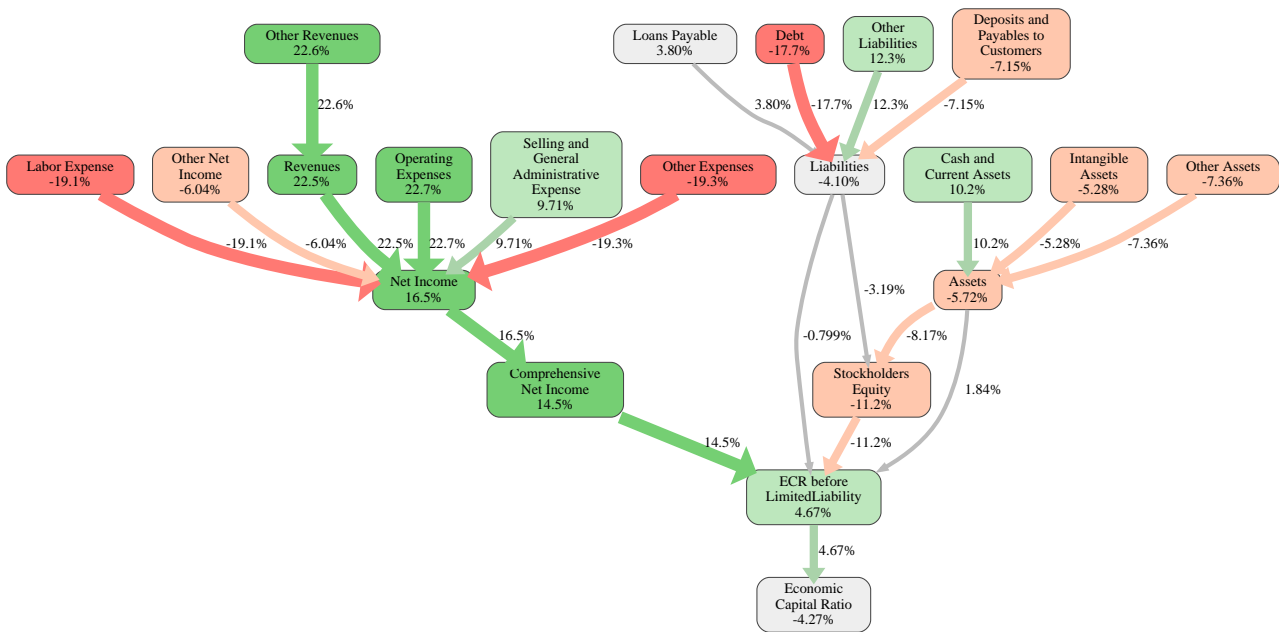 Other Revenues
22.6%
Loans Payable
3.80%
Debt
-17.7%
Other
Liabilities
12.3%
Deposits and
Payables to
Customers
-7.15%
22.6%
3.80%
-17.7%
12.3%
-7.15%
Labor Expense
-19.1%
Other Net
Income
-6.04%
Revenues
22.5%
Operating
Expenses
22.7%
Selling and
General
Administrative
Expense
9.71%
Other Expenses
-19.3%
Liabilities
-4.10%
Cash and
Current Assets
10.2%
Intangible
Assets
-5.28%
Other Assets
-7.36%
-19.1%
-6.04%
22.5%
22.7%
9.71%
-19.3%
10.2%
-5.28%
-7.36%
Net Income
16.5%
-3.19%
Assets
-5.72%
16.5%
-0.799%
-8.17%
Comprehensive
Net Income
14.5%
Stockholders
Equity
-11.2%
1.84%
14.5%
-11.2%
ECR before
LimitedLiability
4.67%
4.67%
Economic
Capital Ratio
-4.27%